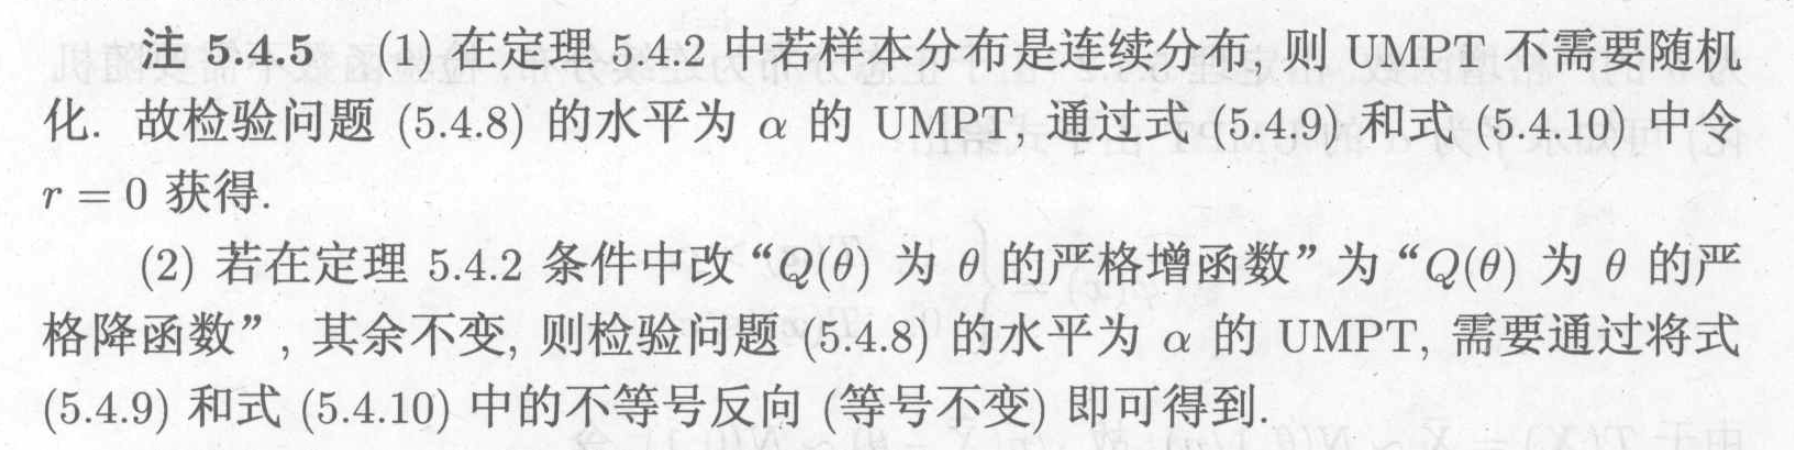 注 5.4.5 (1) 在定理 5.4.2 中若样本分布是连续分布, 则 UMPT 不需要随机
化. 故检验问题 (5.4.8) 的水平为 α 的 UMPT, 通过式 (5.4.9) 和式 (5.4.10) 中令
r = 0 获得.
(2) 若在定理 5.4.2 条件中改“Q(θ) 为 θ 的严格增函数”为“Q(θ) 为 θ 的严
格降函数”, 其余不变, 则检验问题 (5.4.8) 的水平为 α 的 UMPT, 需要通过将式
(5.4.9) 和式 (5.4.10) 中的不等号反向 (等号不变) 即可得到.